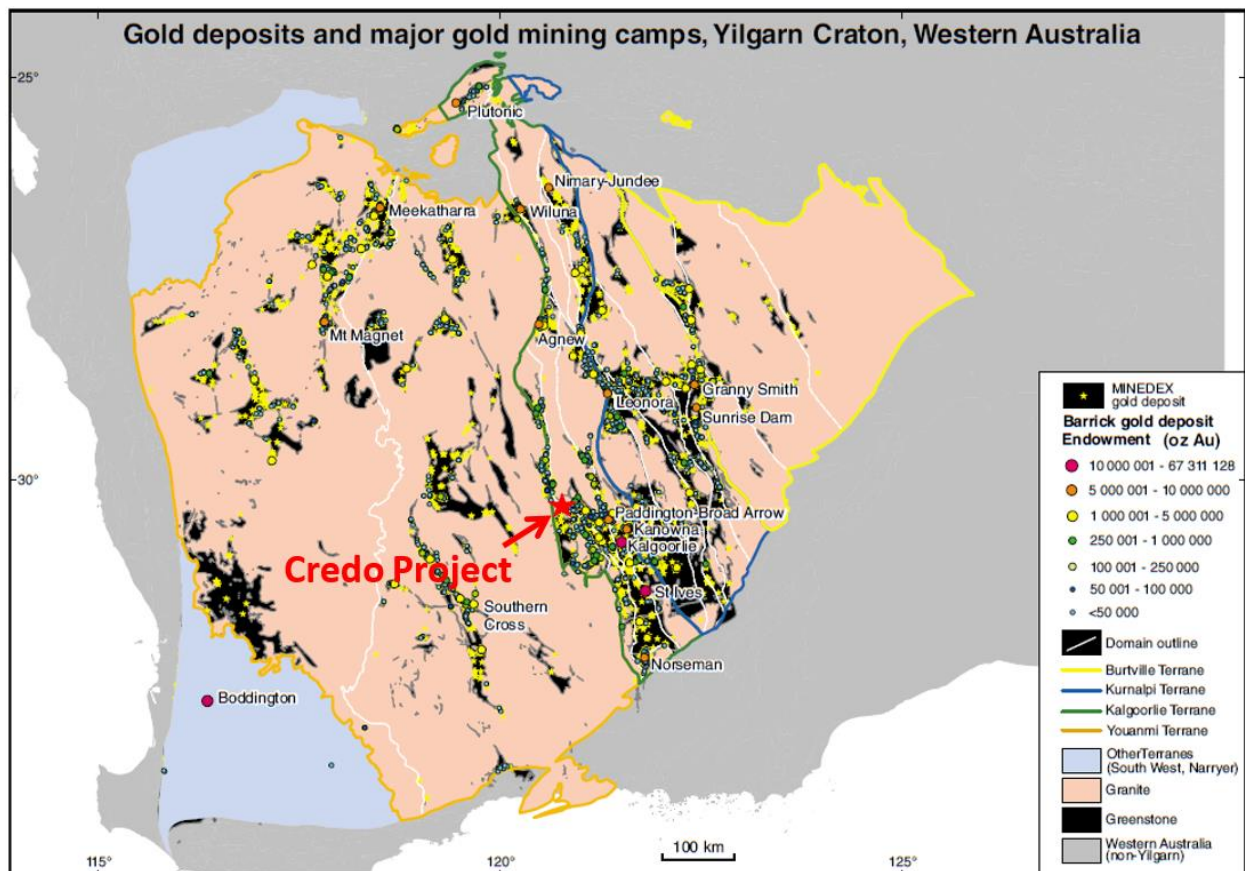 Gold deposits and major gold mining camps, Yilgarn Craton, Western Australia
25°
Plutonic
Nimary-Jundee
Meekatharra
Wiluna
Mt Magnet
Agnew
Granny Smith
Leonora
Sunrise Dam
30°
Paddington-Broad Arrow
Kanowna
Kalgoorlie
Credo Project
St Ives
Southern
Cross
Norseman
Boddington
115°
120°
125°
100 km
MINEDEX
gold deposit
Barrick gold deposit
Endowment (oz Au)
10 000 001 - 67 311 128
5 000 001 - 10 000 000
1 000 001 - 5 000 000
250 001 - 1 000 000
100 001 - 250 000
50 001 - 100 000
<50 000
Domain outline
Burtville Terrane
Kurnalpi Terrane
Kalgoorlie Terrane
Youanmi Terrane
OtherTerranes
(South West, Narryer)
Granite
Greenstone
Western Australia
(non-Yilgarn)